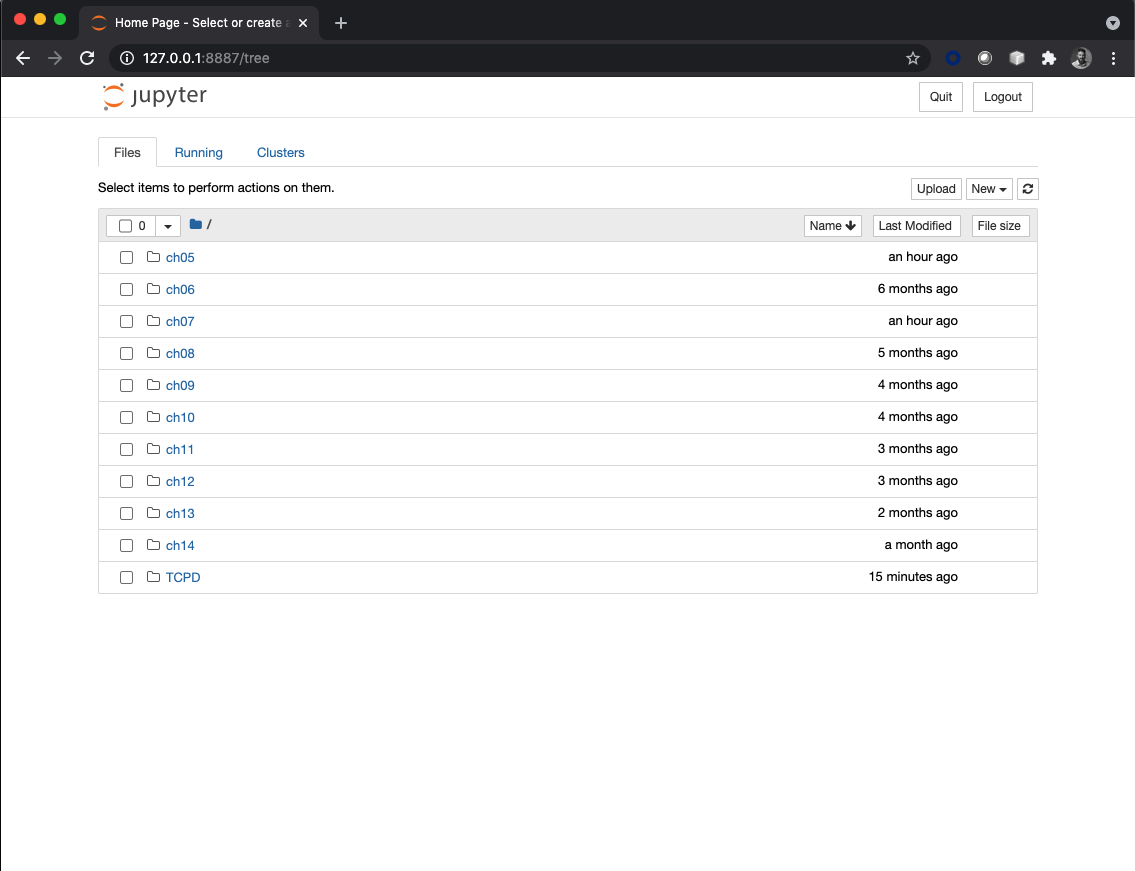 Home Page - Select or create a
127.0.0.1:8887/tree
jupyter
Quit Logout
Files Running Clusters
Select items to perform actions on them.
Upload New
0 / Name Last Modified File size
ch05 an hour ago
ch06 6 months ago
ch07 an hour ago
ch08 5 months ago
ch09 4 months ago
ch10 4 months ago
ch11 3 months ago
ch12 3 months ago
ch13 2 months ago
ch14 a month ago
TCPD 15 minutes ago